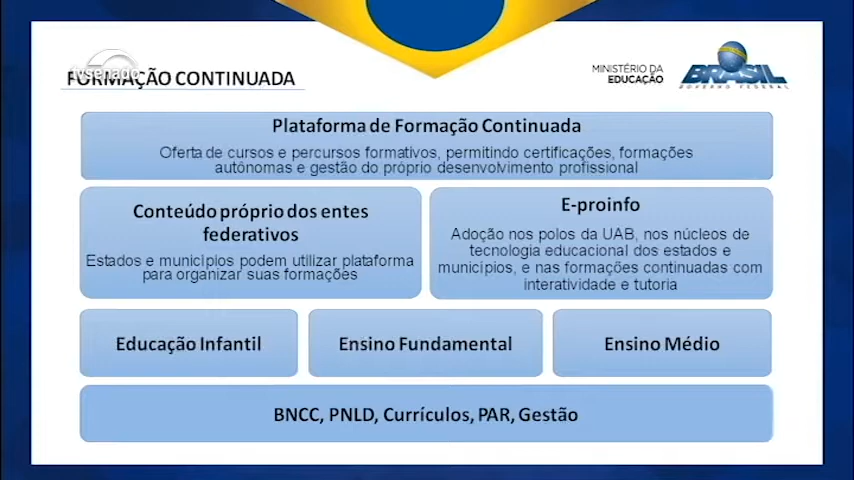 tvsenado
FORMAÇÃO CONTINUADA
MINISTÉRIO DA
EDUCAÇÃO
BRASIL
GOVERNO FEDERAL
Plataforma de Formação Continuada
Oferta de cursos e percursos formativos, permitindo certificações, formações
autônomas e gestão do próprio desenvolvimento profissional
Conteúdo próprio dos entes
federativos
Estados e municípios podem utilizar plataforma
para organizar suas formações
E-proinfo
Adoção nos polos da UAB, nos núcleos de
tecnologia educacional dos estados e
municípios, e nas formações continuadas com
interatividade e tutoria
Educação Infantil
Ensino Fundamental
Ensino Médio
BNCC, PNLD, Currículos, PAR, Gestão